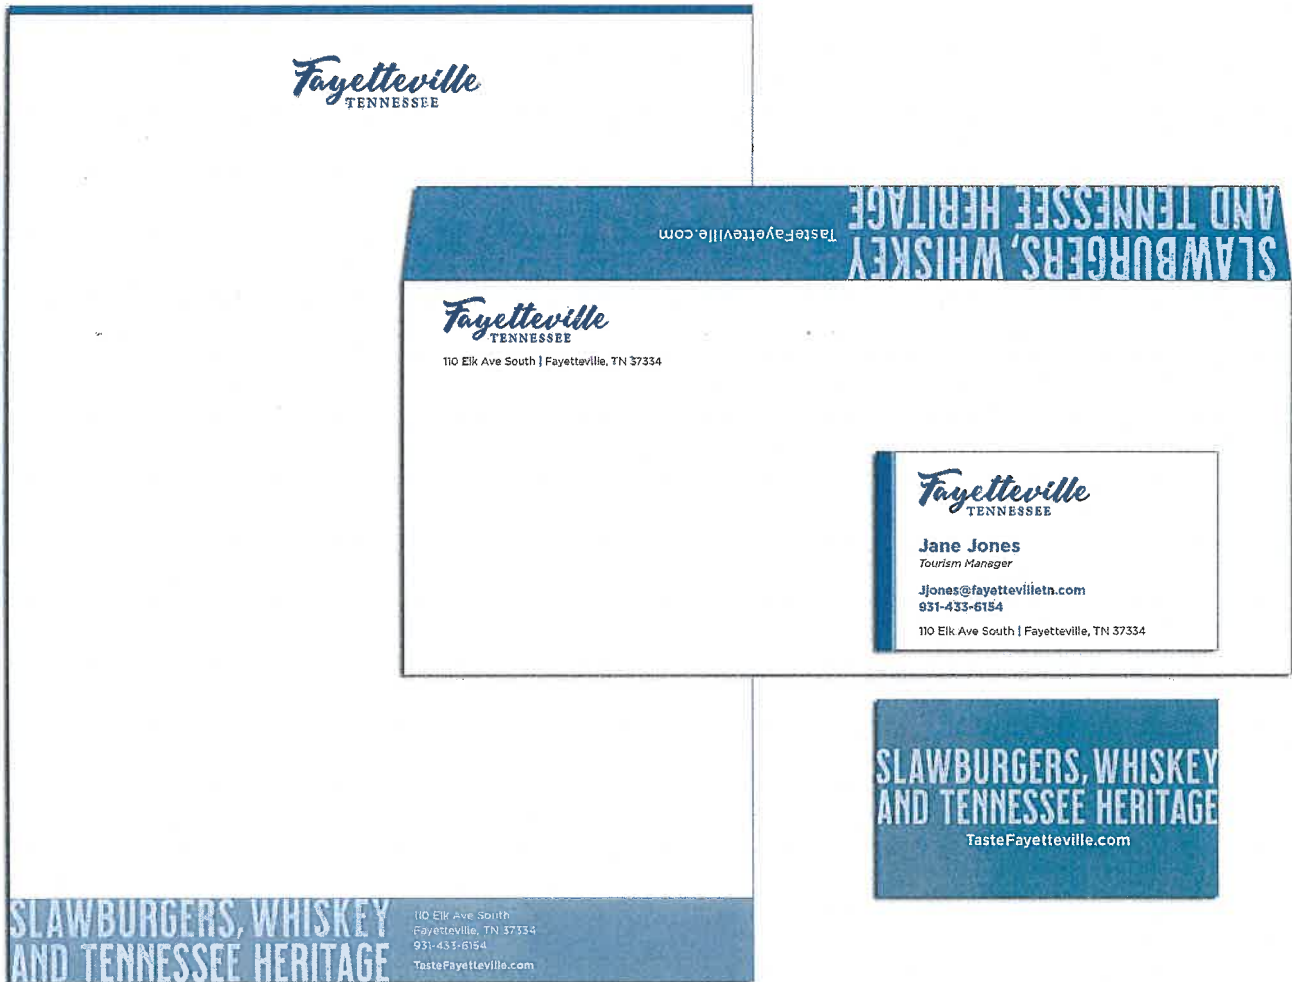 Fayetteville
TENNESSEE
SLAWBURGERS, WHISKEY
AND TENNESSEE HERITAGE
TasteFayetteville.com
Fayetteville
TENNESSEE
110 Elk Ave South | Fayetteville, TN 37334
Fayetteville
TENNESSEE
Jane Jones
Tourism Manager
Jjones@fayettevilletn.com
931-433-6154
110 Elk Ave South | Fayetteville, TN 37334
SLAWBURGERS, WHISKEY
AND TENNESSEE HERITAGE
TasteFayetteville.com
SLAWBURGERS, WHISKEY
AND TENNESSEE HERITAGE
110 Elk Ave South
Fayetteville, TN 37334
931-433-6154
TasteFayetteville.com